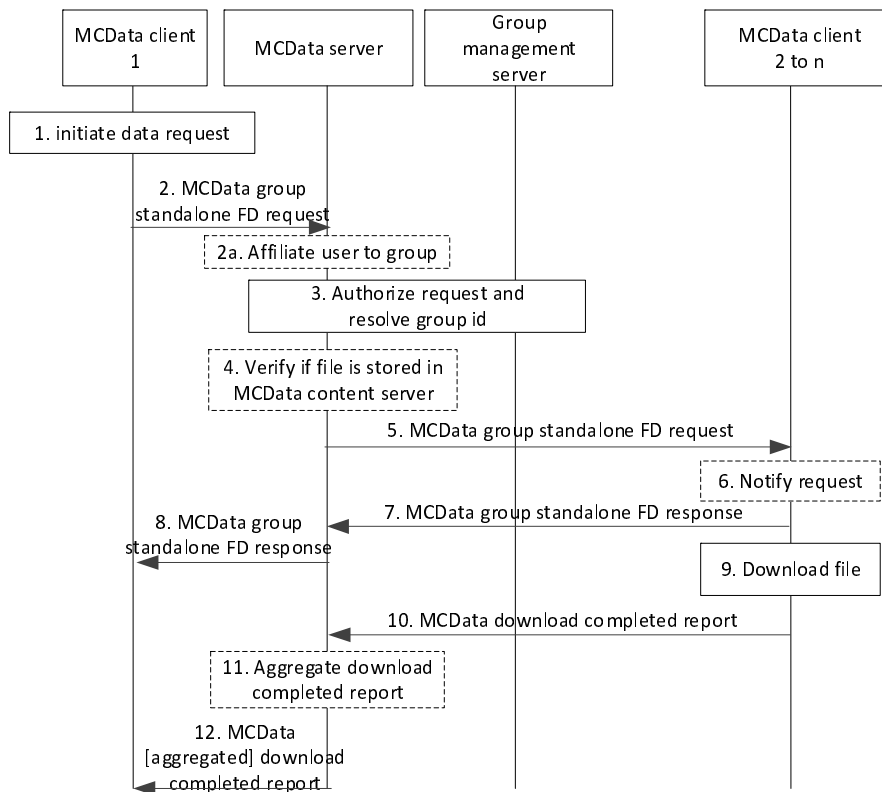 MCData client
1
MCData server
Group
management
server
MCData client
2 to n
1. initiate data request
2. MCData group
standalone FD request
2a. Affiliate user to group
3. Authorize request and
resolve group id
4. Verify if file is stored in
MCData content server
5. MCData group standalone FD request
6. Notify request
7. MCData group standalone FD response
8. MCData group
standalone FD response
9. Download file
10. MCData download completed report
11. Aggregate download
completed report
12. MCData
[aggregated] download
completed report